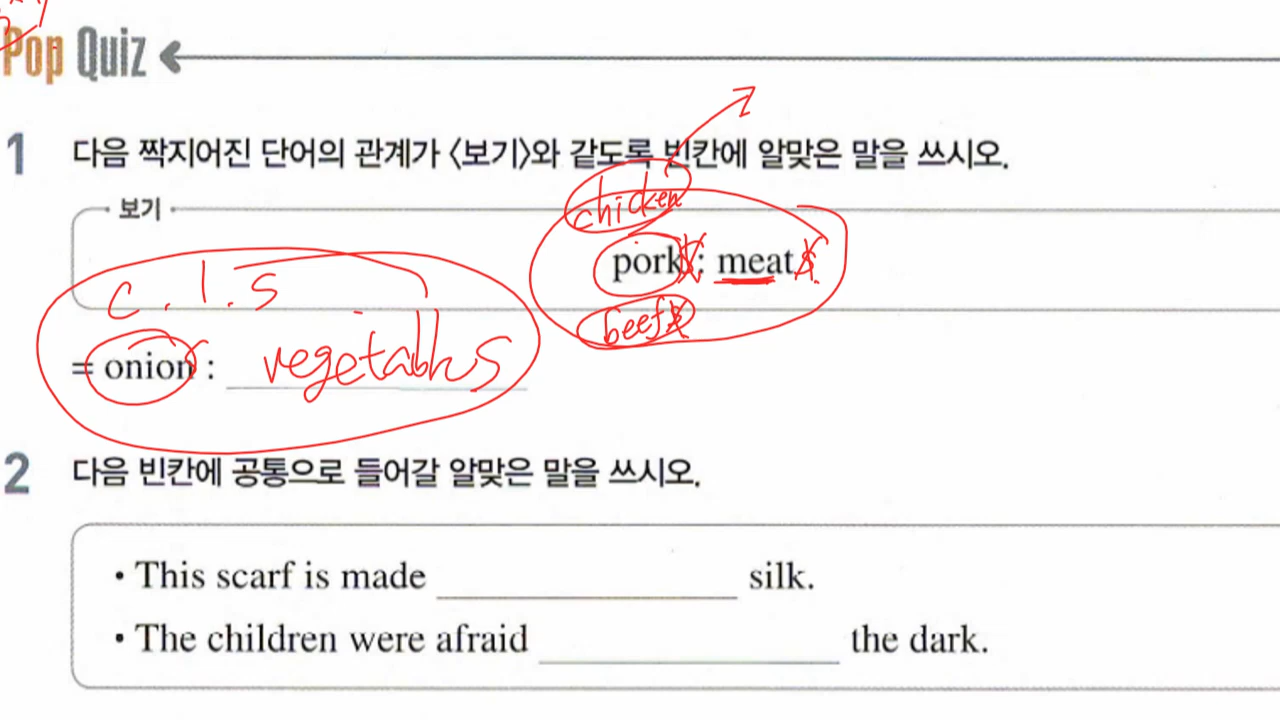 Pop Quiz
1 다음 짝지어진 단어의 관계가 〈보기〉와 같도록 빈칸에 알맞은 말을 쓰시오.
보기
chicken
pork : meat
beef
c.l.s
= onion : vegetables
2 다음 빈칸에 공통으로 들어갈 알맞은 말을 쓰시오.
• This scarf is made ____________ silk.
• The children were afraid ____________ the dark.